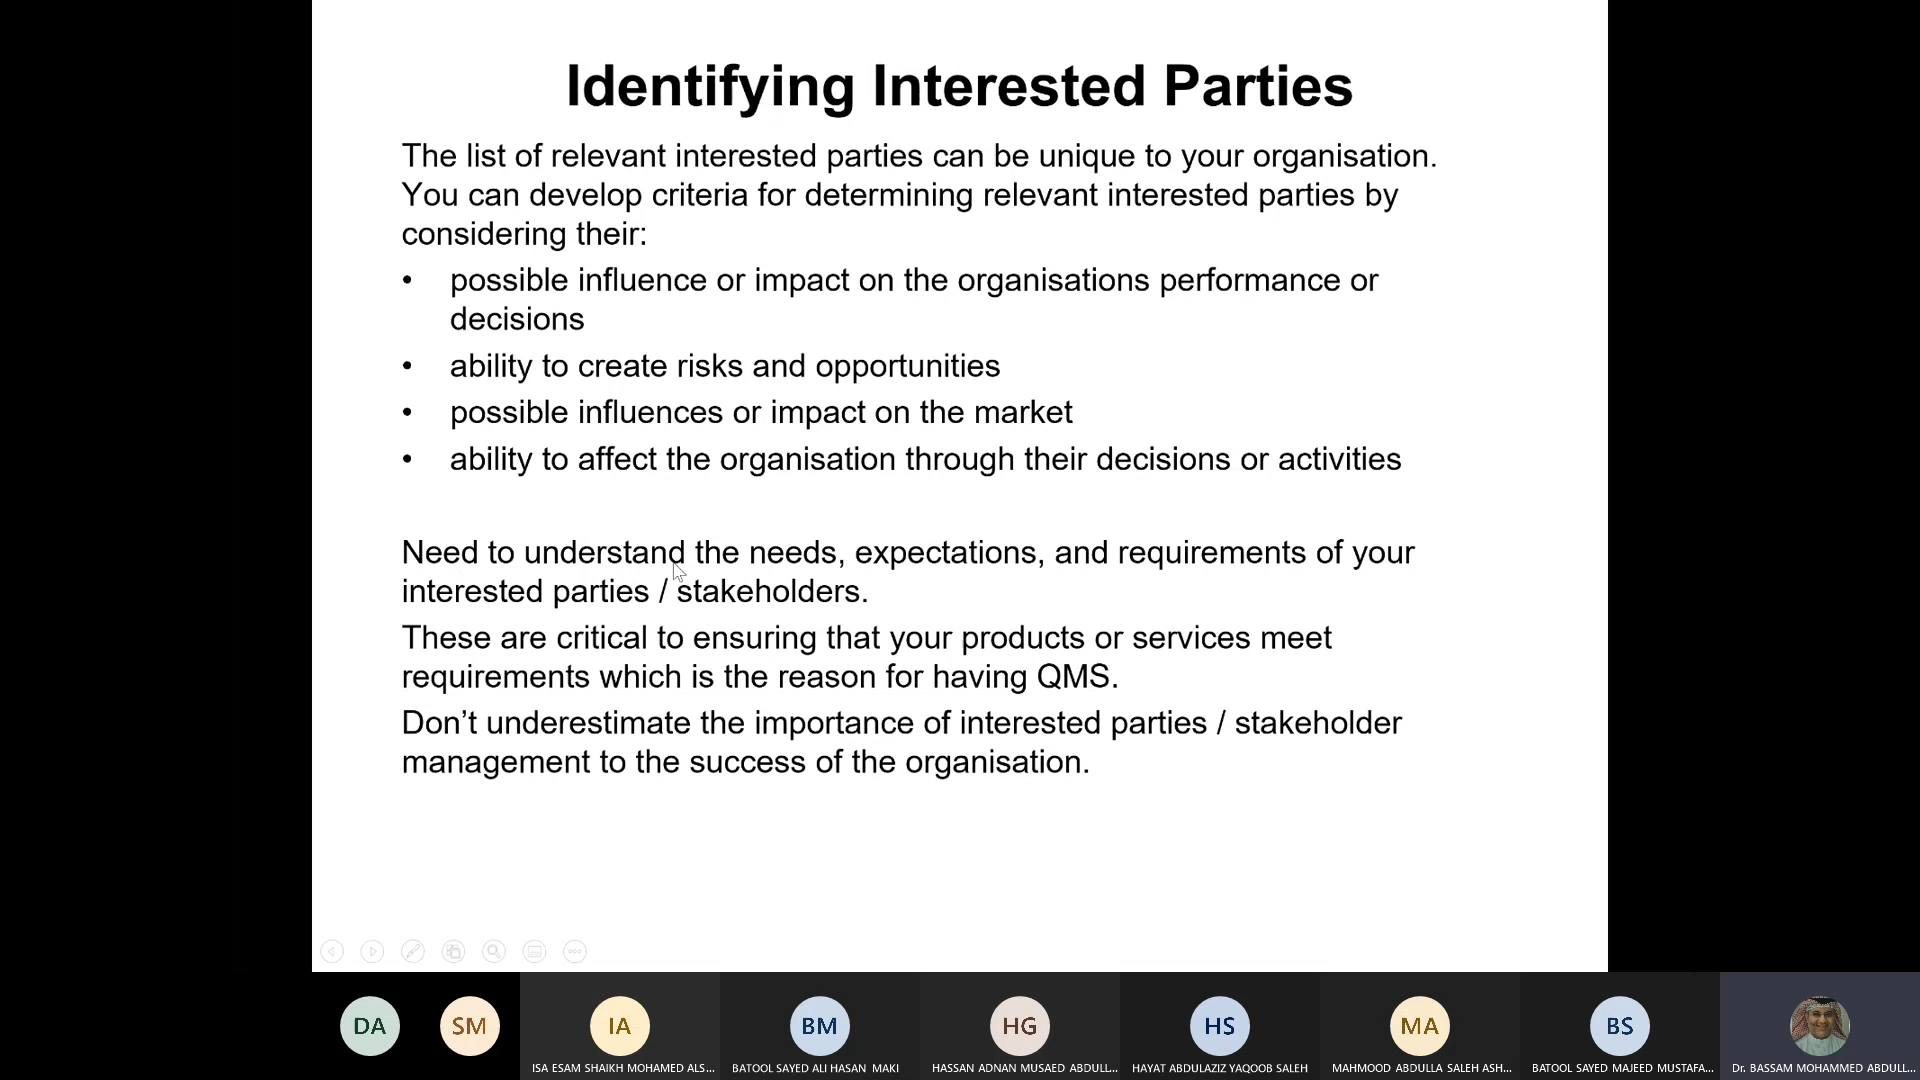 Identifying Interested Parties
The list of relevant interested parties can be unique to your organisation.
You can develop criteria for determining relevant interested parties by
considering their:
• possible influence or impact on the organisations performance or
decisions
• ability to create risks and opportunities
• possible influences or impact on the market
• ability to affect the organisation through their decisions or activities
Need to understand the needs, expectations, and requirements of your
interested parties / stakeholders.
These are critical to ensuring that your products or services meet
requirements which is the reason for having QMS.
Don’t underestimate the importance of interested parties / stakeholder
management to the success of the organisation.
DA
SM
IA
BM
HG
HS
MA
BS
ISA ESAM SHAIKH MOHAMED ALS...
BATOOL SAYED ALI HASAN MAKI
HASSAN ADNAN MUSAED ABDULL...
HAYAT ABDULAZIZ YAQOOB SALEH
MAHMOOD ABDULLA SALEH ASH...
BATOOL SAYED MAJEED MUSTAFA...
Dr. BASSAM MOHAMMED ABDULL...